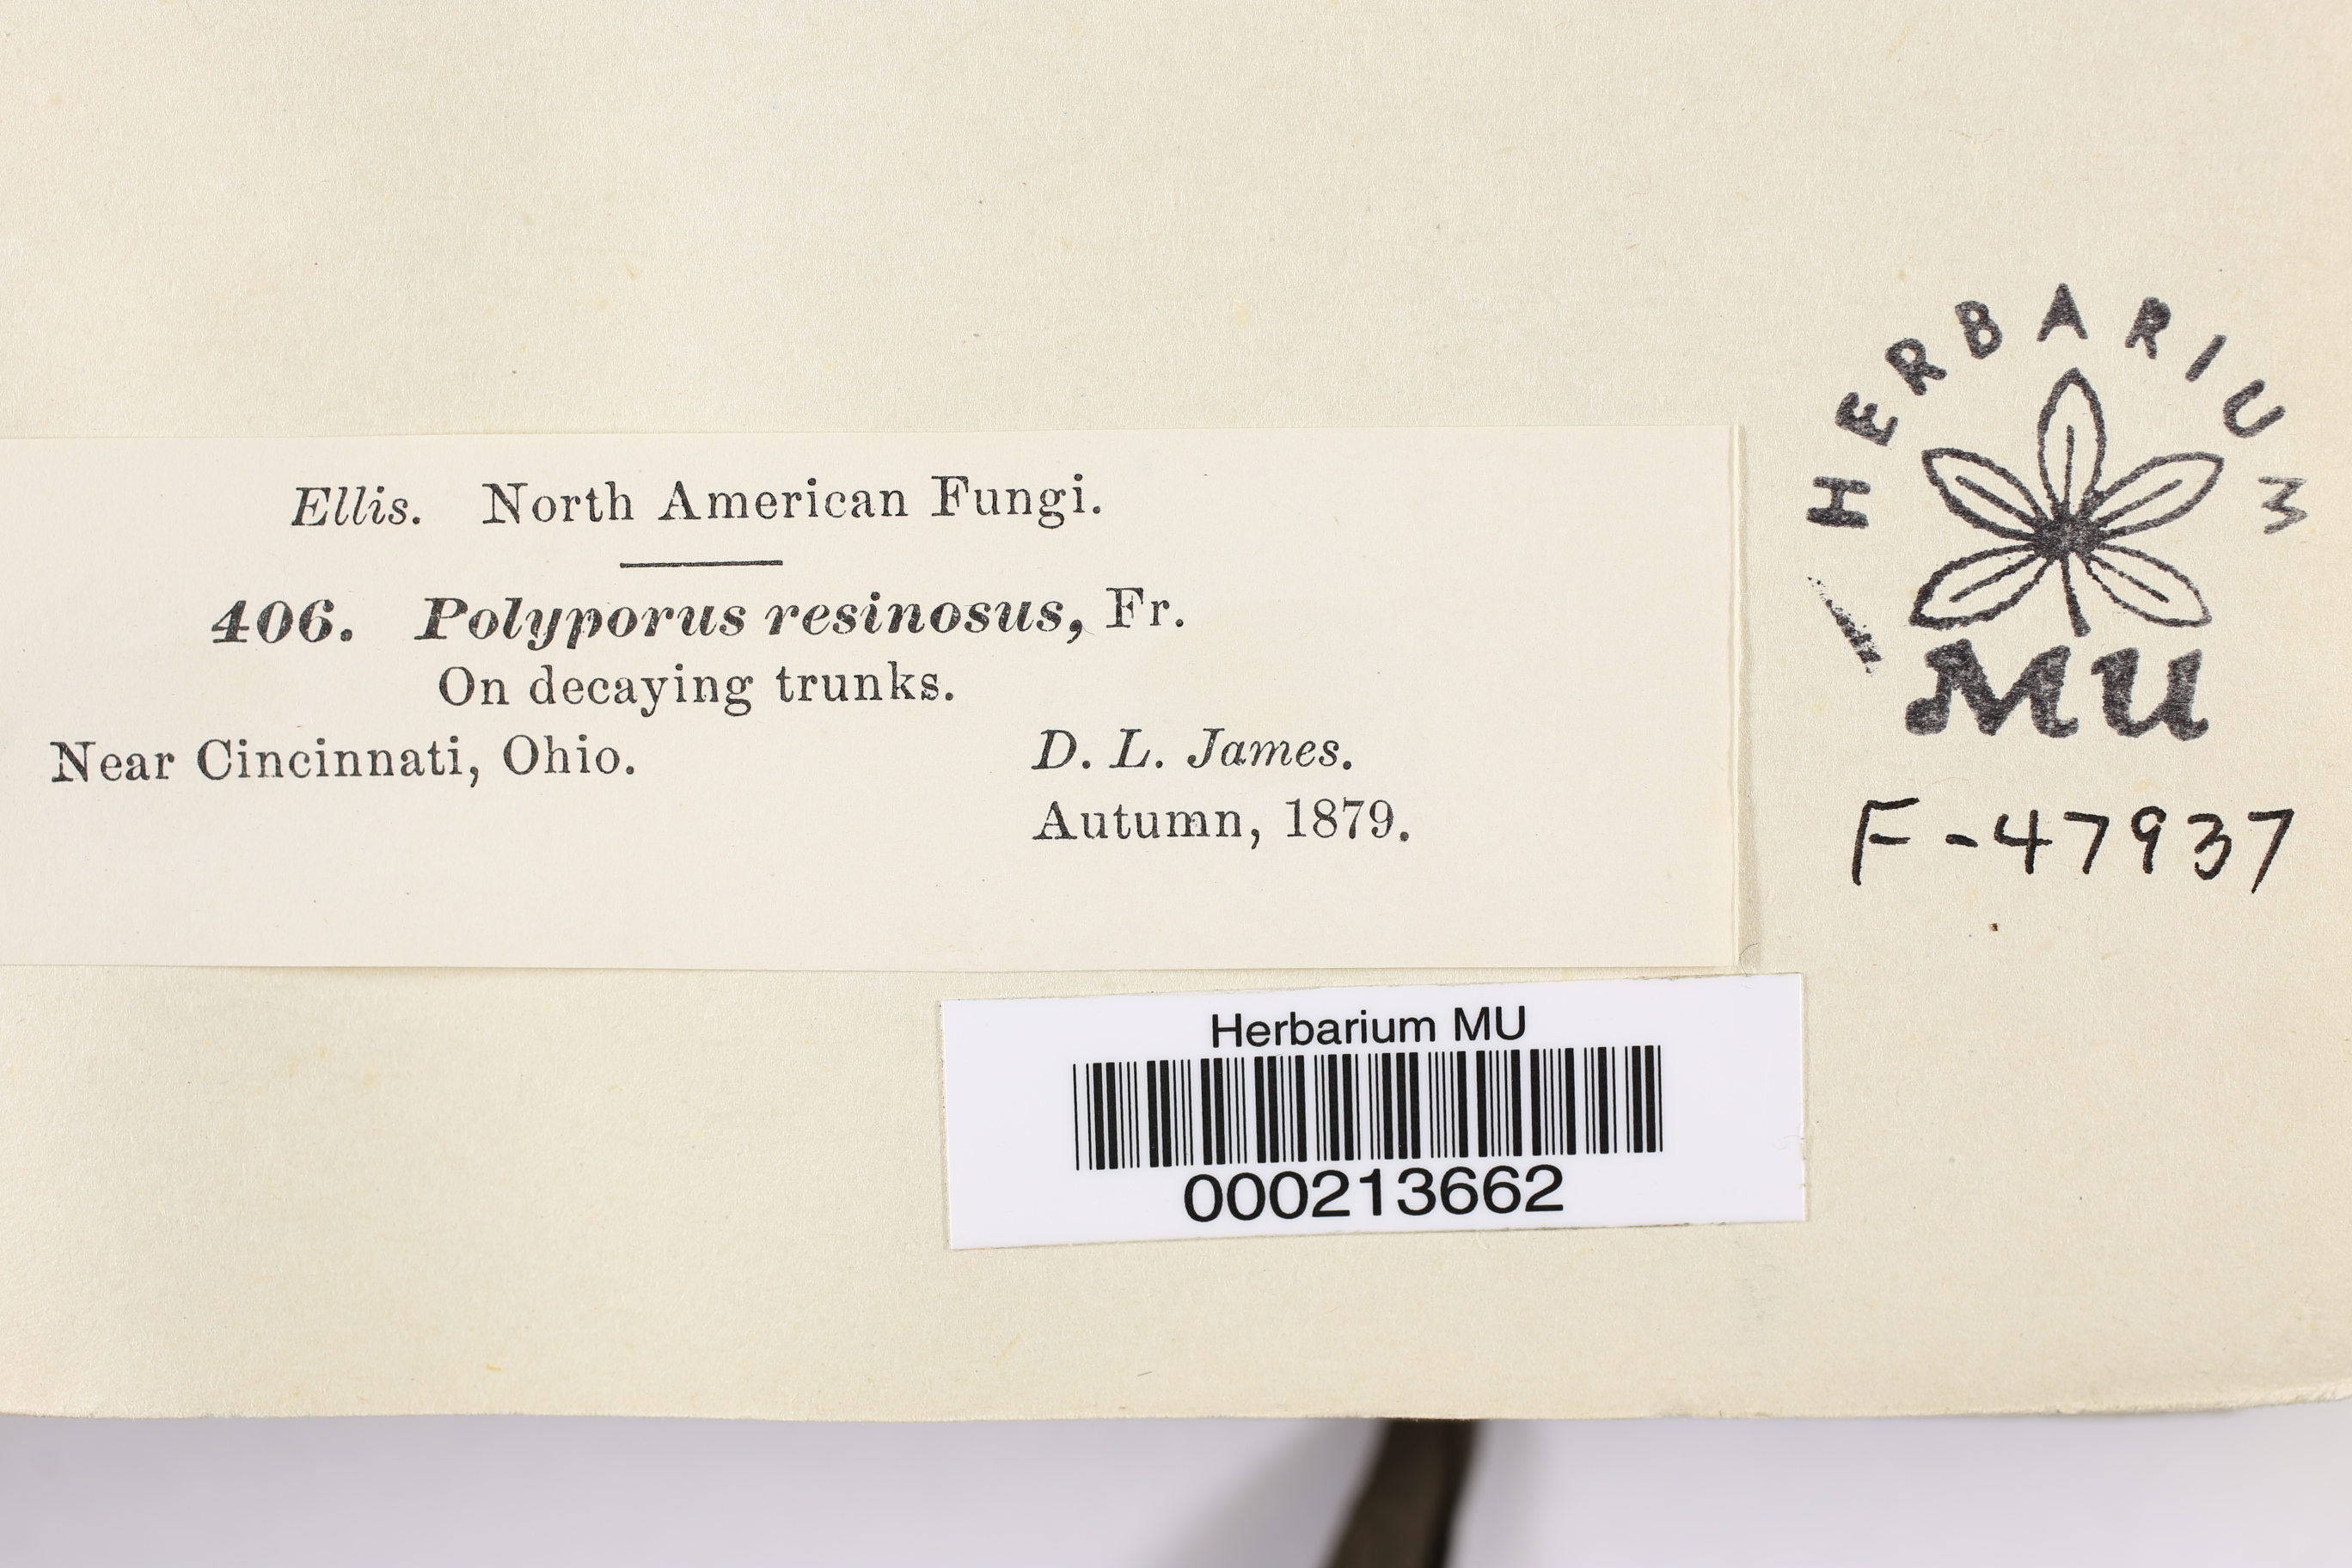 Ellis. North American Fungi.
406. Polyporus resinosus, Fr.
On decaying trunks.
Near Cincinnati, Ohio.
D. L. James.
Autumn, 1879.
HERBARIUM
MU
F-47937
Herbarium MU
000213662